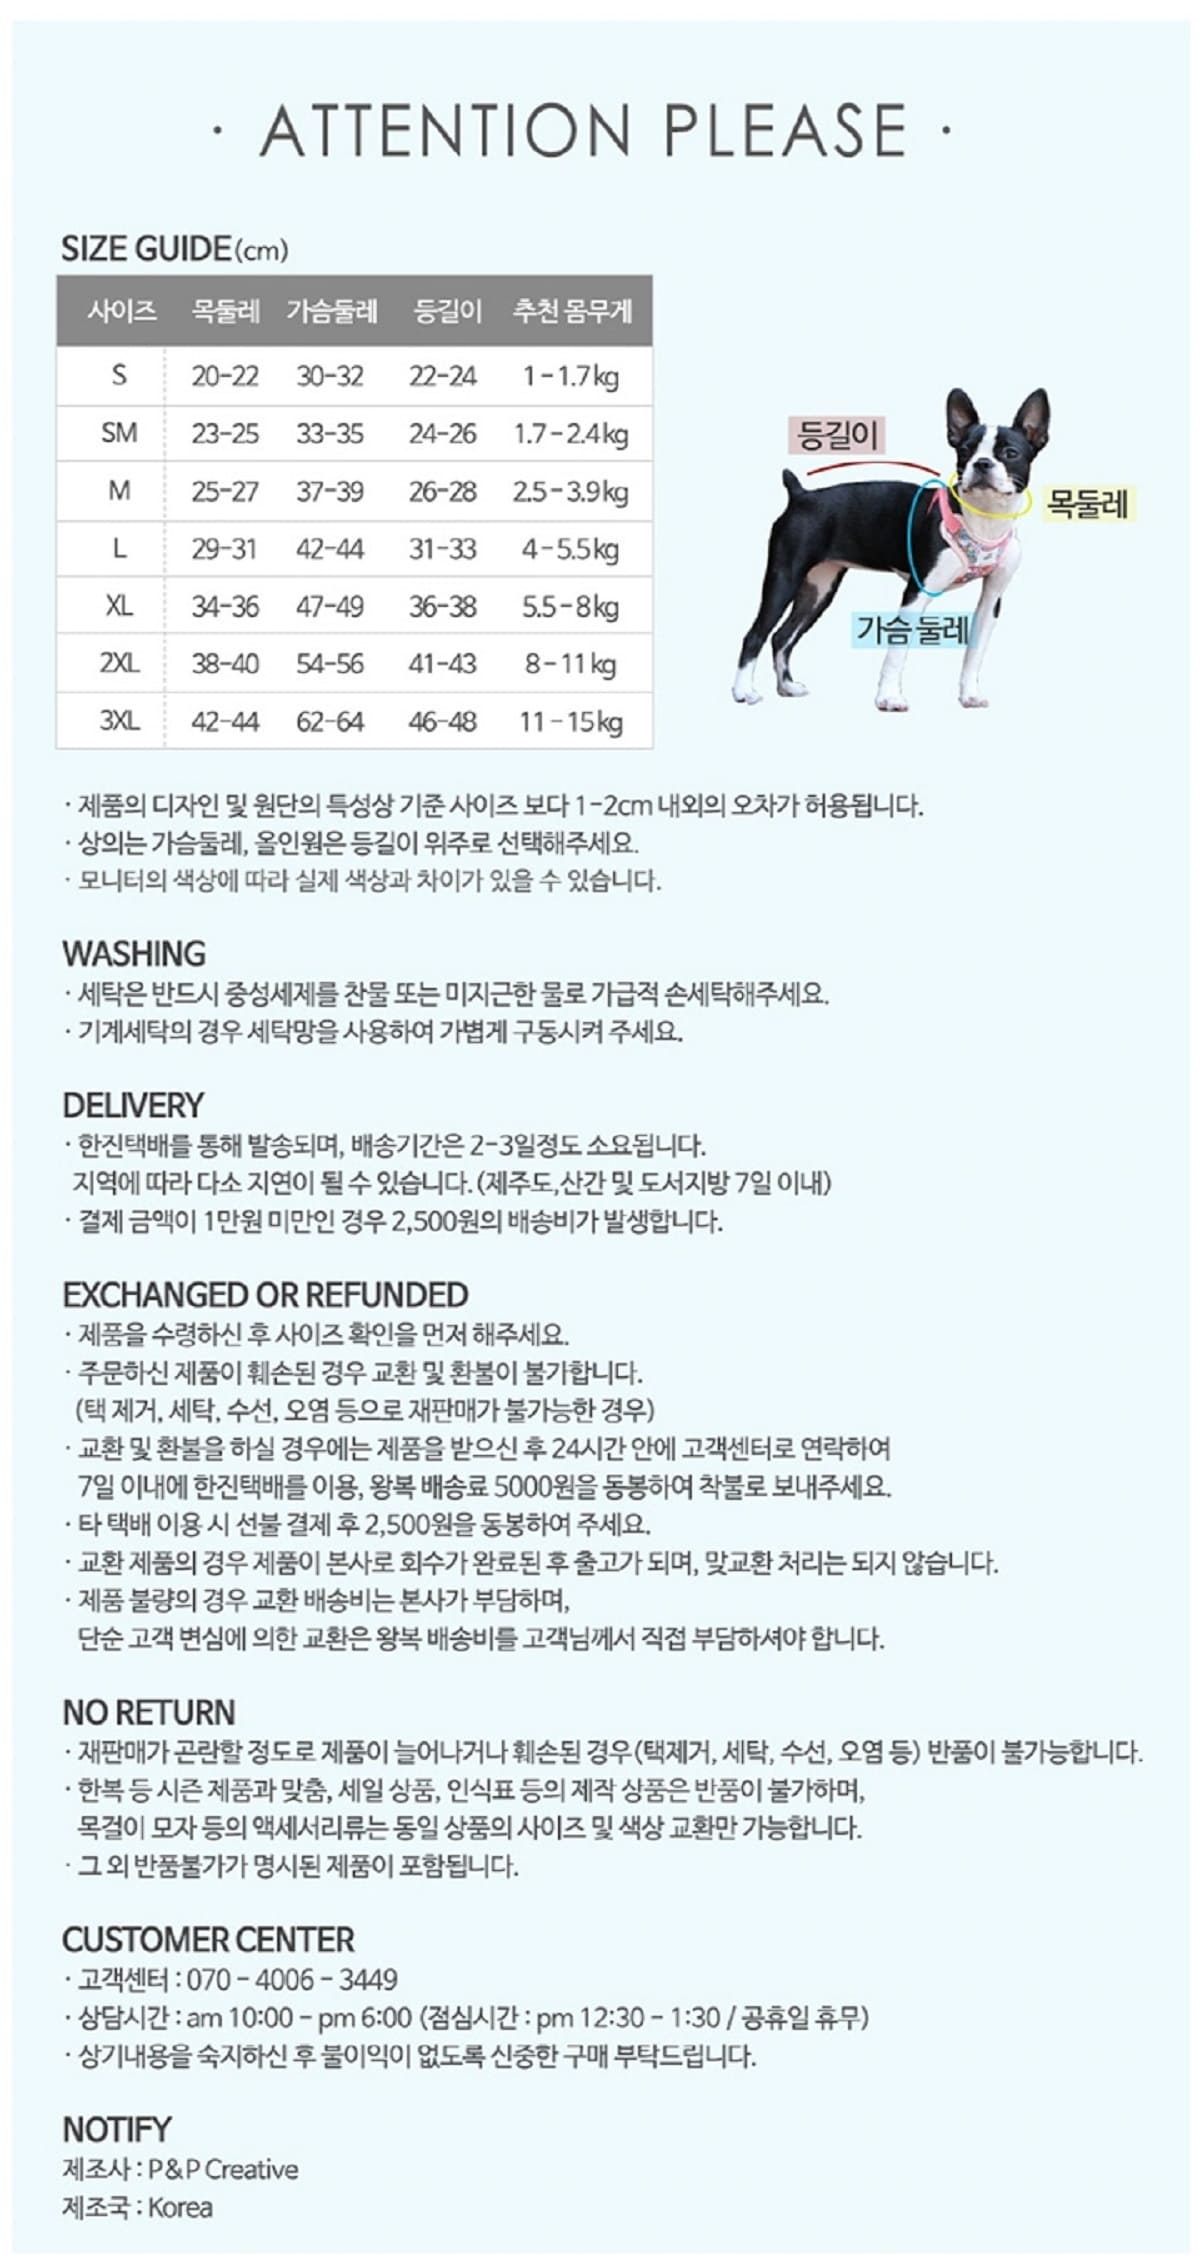 · ATTENTION PLEASE ·
SIZE GUIDE(cm)
사이즈 목둘레 가슴둘레 등길이 추천 몸무게
S 20-22 30-32 22-24 1-1.7kg
SM 23-25 33-35 24-26 1.7-2.4kg
M 25-27 37-39 26-28 2.5-3.9kg
L 29-31 42-44 31-33 4-5.5kg
XL 34-36 47-49 36-38 5.5-8kg
2XL 38-40 54-56 41-43 8-11kg
3XL 42-44 62-64 46-48 11-15kg
등길이
목둘레
가슴 둘레
· 제품의 디자인 및 원단의 특성상 기준 사이즈 보다 1-2cm 내외의 오차가 허용됩니다.
· 상의는 가슴둘레, 올인원은 등길이 위주로 선택해주세요.
· 모니터의 색상에 따라 실제 색상과 차이가 있을 수 있습니다.
WASHING
· 세탁은 반드시 중성세제를 찬물 또는 미지근한 물로 가급적 손세탁해주세요.
· 기계세탁의 경우 세탁망을 사용하여 가볍게 구동시켜 주세요.
DELIVERY
· 한진택배를 통해 발송되며, 배송기간은 2-3일정도 소요됩니다.
지역에 따라 다소 지연이 될 수 있습니다. (제주도,산간 및 도서지방 7일 이내)
· 결제 금액이 1만원 미만인 경우 2,500원의 배송비가 발생합니다.
EXCHANGED OR REFUNDED
· 제품을 수령하신 후 사이즈 확인을 먼저 해주세요.
· 주문하신 제품이 훼손된 경우 교환 및 환불이 불가합니다.
(택 제거, 세탁, 수선, 오염 등으로 재판매가 불가능한 경우)
· 교환 및 환불을 하실 경우에는 제품을 받으신 후 24시간 안에 고객센터로 연락하여
7일 이내에 한진택배를 이용, 왕복 배송료 5000원을 동봉하여 착불로 보내주세요.
· 타 택배 이용 시 선불 결제 후 2,500원을 동봉하여 주세요.
· 교환 제품의 경우 제품이 본사로 회수가 완료된 후 출고가 되며, 맞교환 처리는 되지 않습니다.
· 제품 불량의 경우 교환 배송비는 본사가 부담하며,
단순 고객 변심에 의한 교환은 왕복 배송비를 고객님께서 직접 부담하셔야 합니다.
NO RETURN
· 재판매가 곤란할 정도로 제품이 늘어나거나 훼손된 경우(택제거, 세탁, 수선, 오염 등) 반품이 불가능합니다.
· 한복 등 시즌 제품과 맞춤, 세일 상품, 인식표 등의 제작 상품은 반품이 불가하며,
목걸이 모자 등의 액세서리류는 동일 상품의 사이즈 및 색상 교환만 가능합니다.
· 그 외 반품불가가 명시된 제품이 포함됩니다.
CUSTOMER CENTER
· 고객센터 : 070 - 4006 - 3449
· 상담시간 : am 10:00 - pm 6:00 (점심시간 : pm 12:30 - 1:30 / 공휴일 휴무)
· 상기내용을 숙지하신 후 불이익이 없도록 신중한 구매 부탁드립니다.
NOTIFY
제조사 : P&P Creative
제조국 : Korea